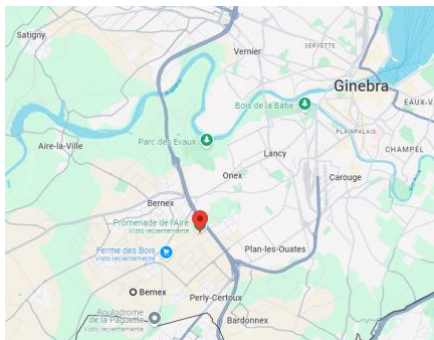 Satigny
Vernier
SERVETTE
Ginebra
Rhône
Bois de la Bâtie
EAUX-V
PLAINPALAIS
Parc des Evaux
CHAMPEL
Aire-la-Ville
Lancy
Onex
Carouge
Bernex
Promenade de l'Aire
Visto recientemente
Ferme des Bois
Visto recientemente
Plan-les-Ouates
Bernex
Perly-Certoux
Boulodrome
de la Paguette
Visto recientemente
Bardonnex